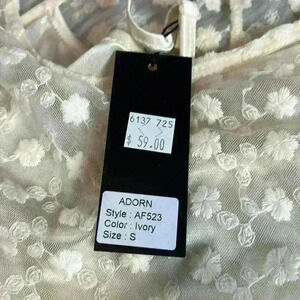 6137 725
$ 59.00
ADORN
Style : AF523
Color : Ivory
Size : S